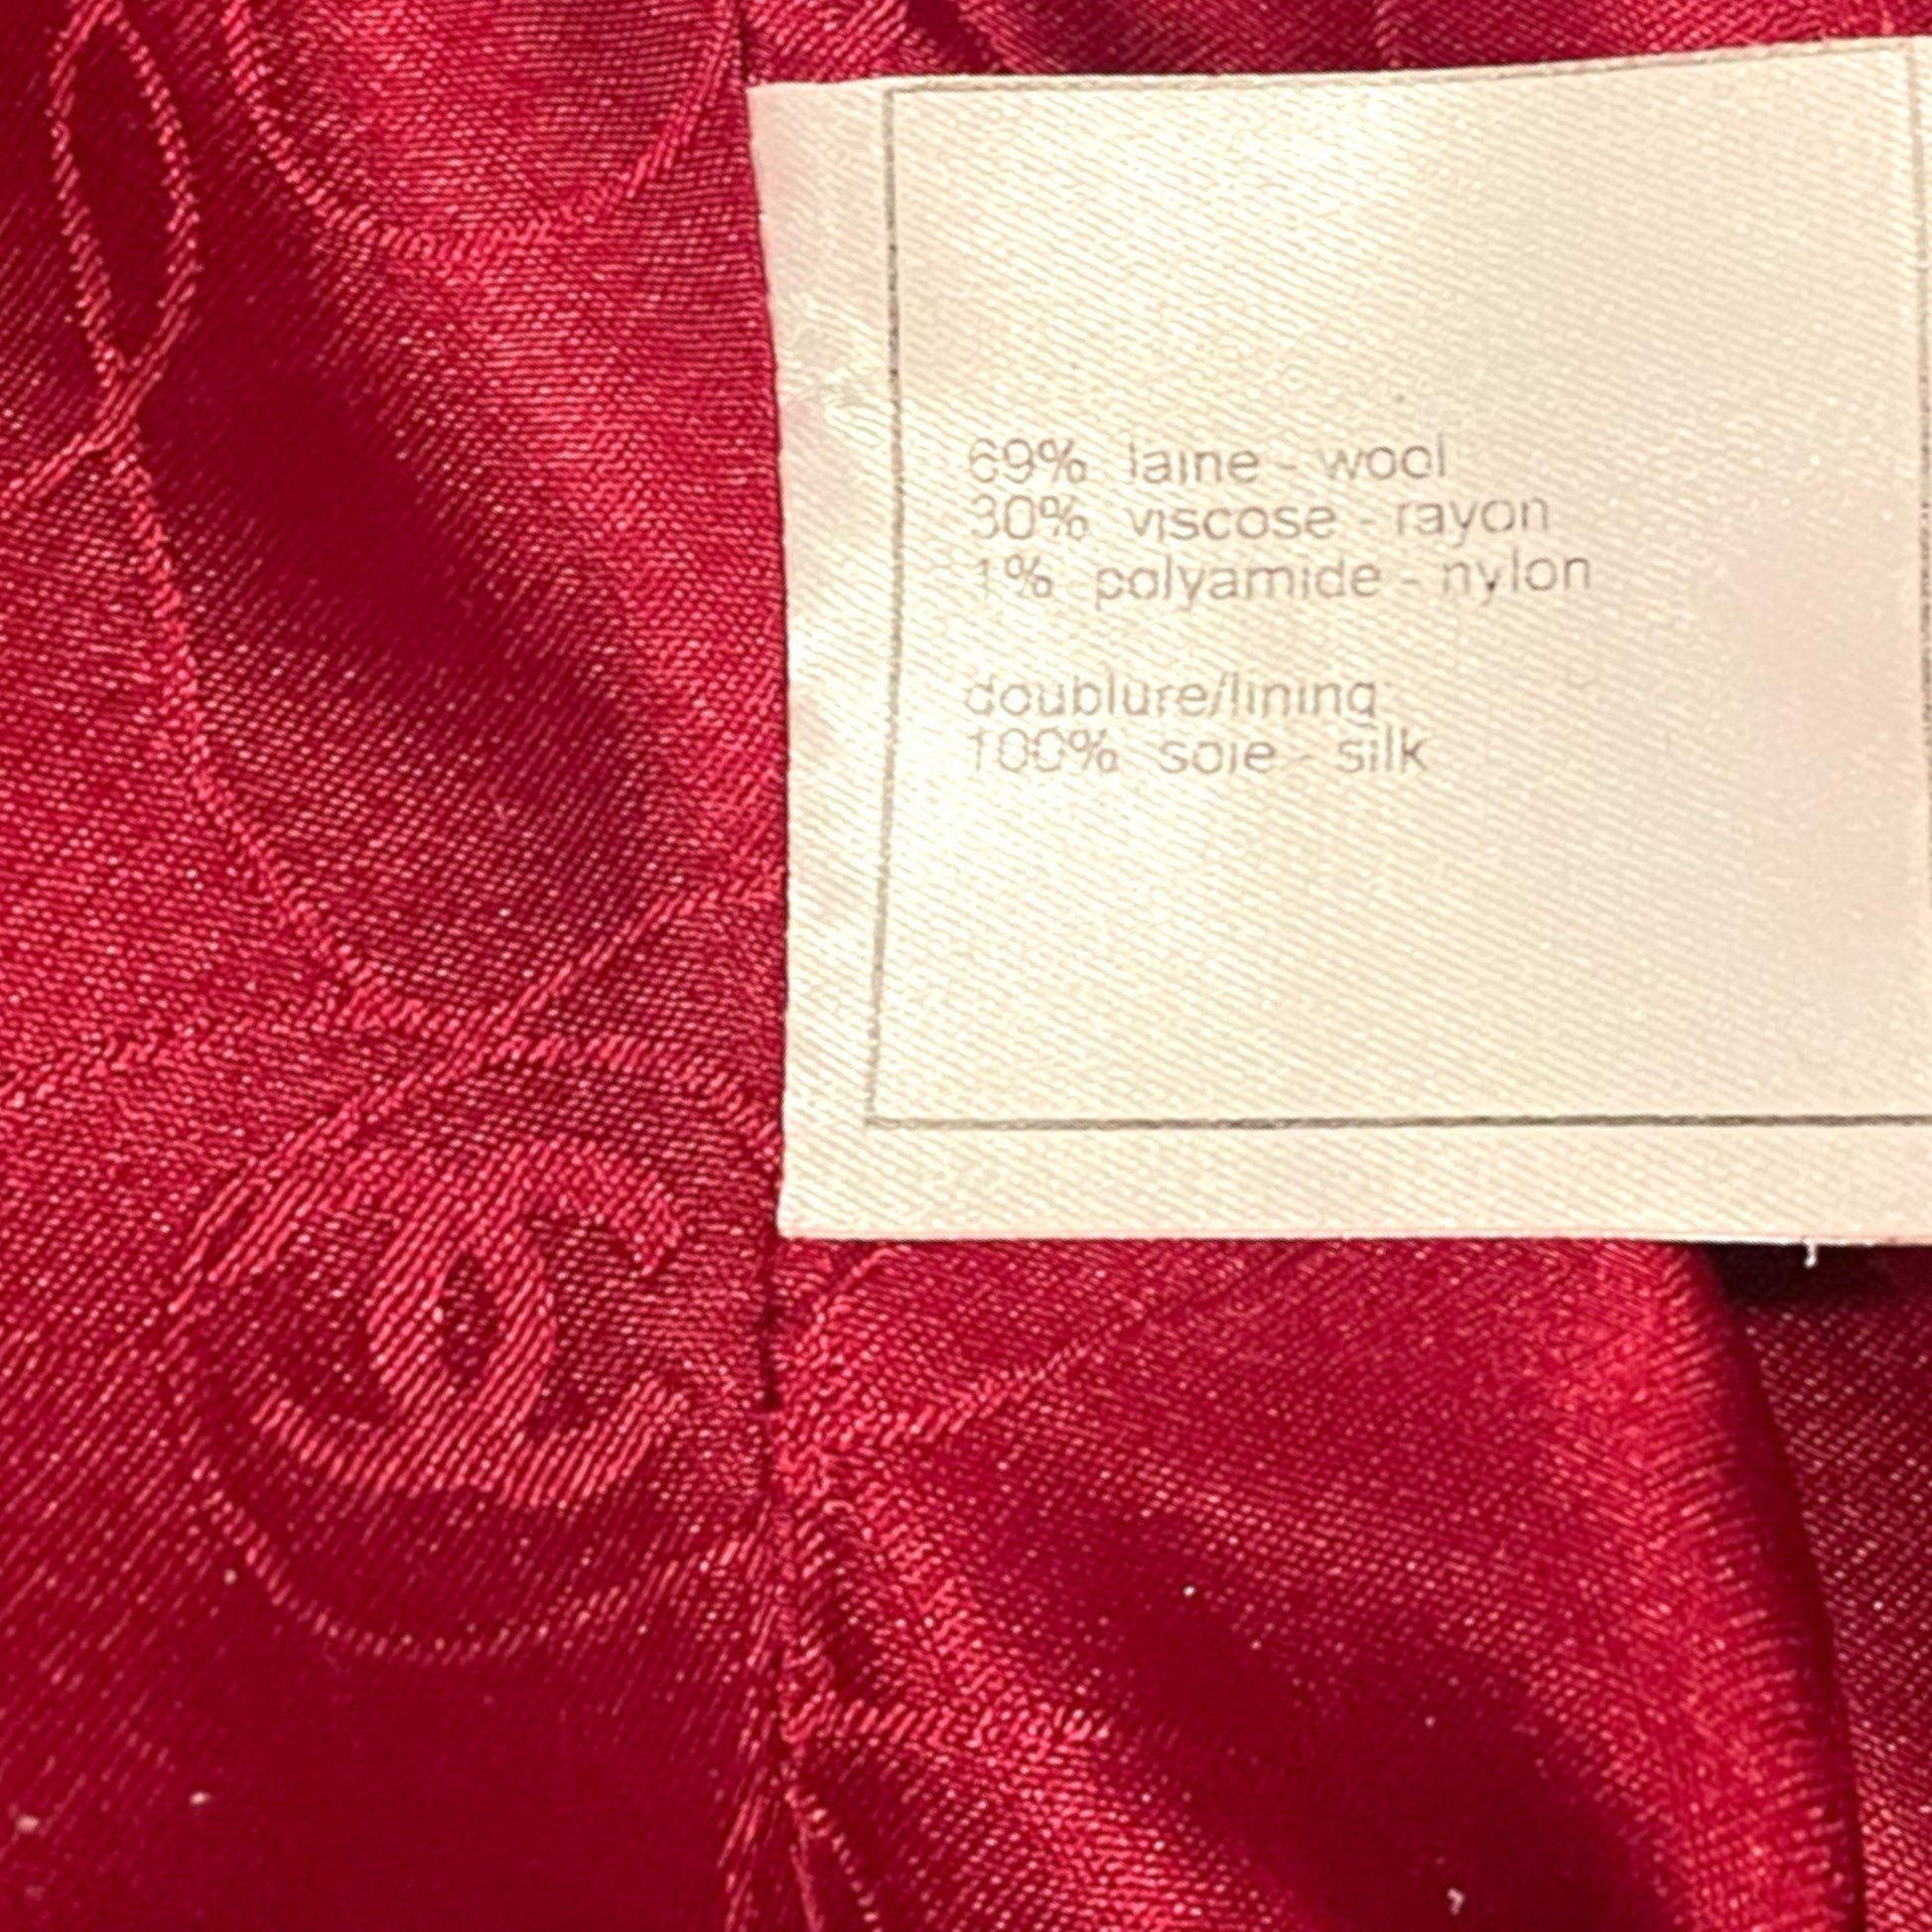 69% laine - wool
30% viscose - rayon
1% polyamide - nylon
doublure/lining:
100% soie - silk